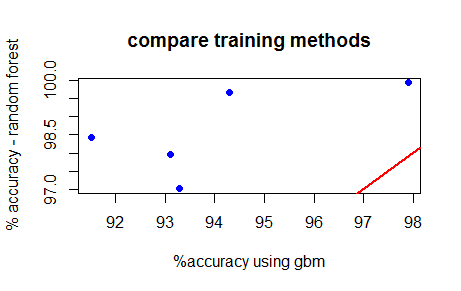 compare training methods
% accuracy - random forest
100.0
98.5
97.0
92 93 94 95 96 97 98
%accuracy using gbm